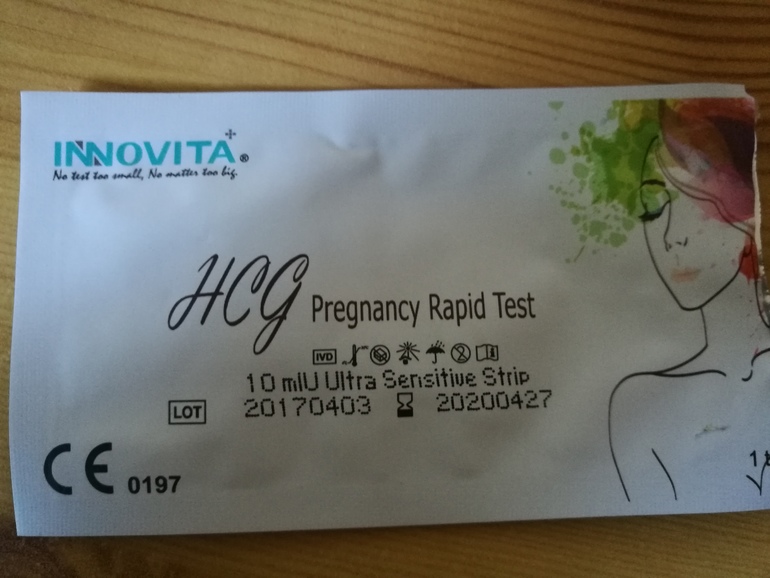 INNOVITA®
No test too small, No matter too big.
HCG Pregnancy Rapid Test
IVD
10 mIU Ultra Sensitive Strip
LOT 20170403 20200427
CE 0197
1